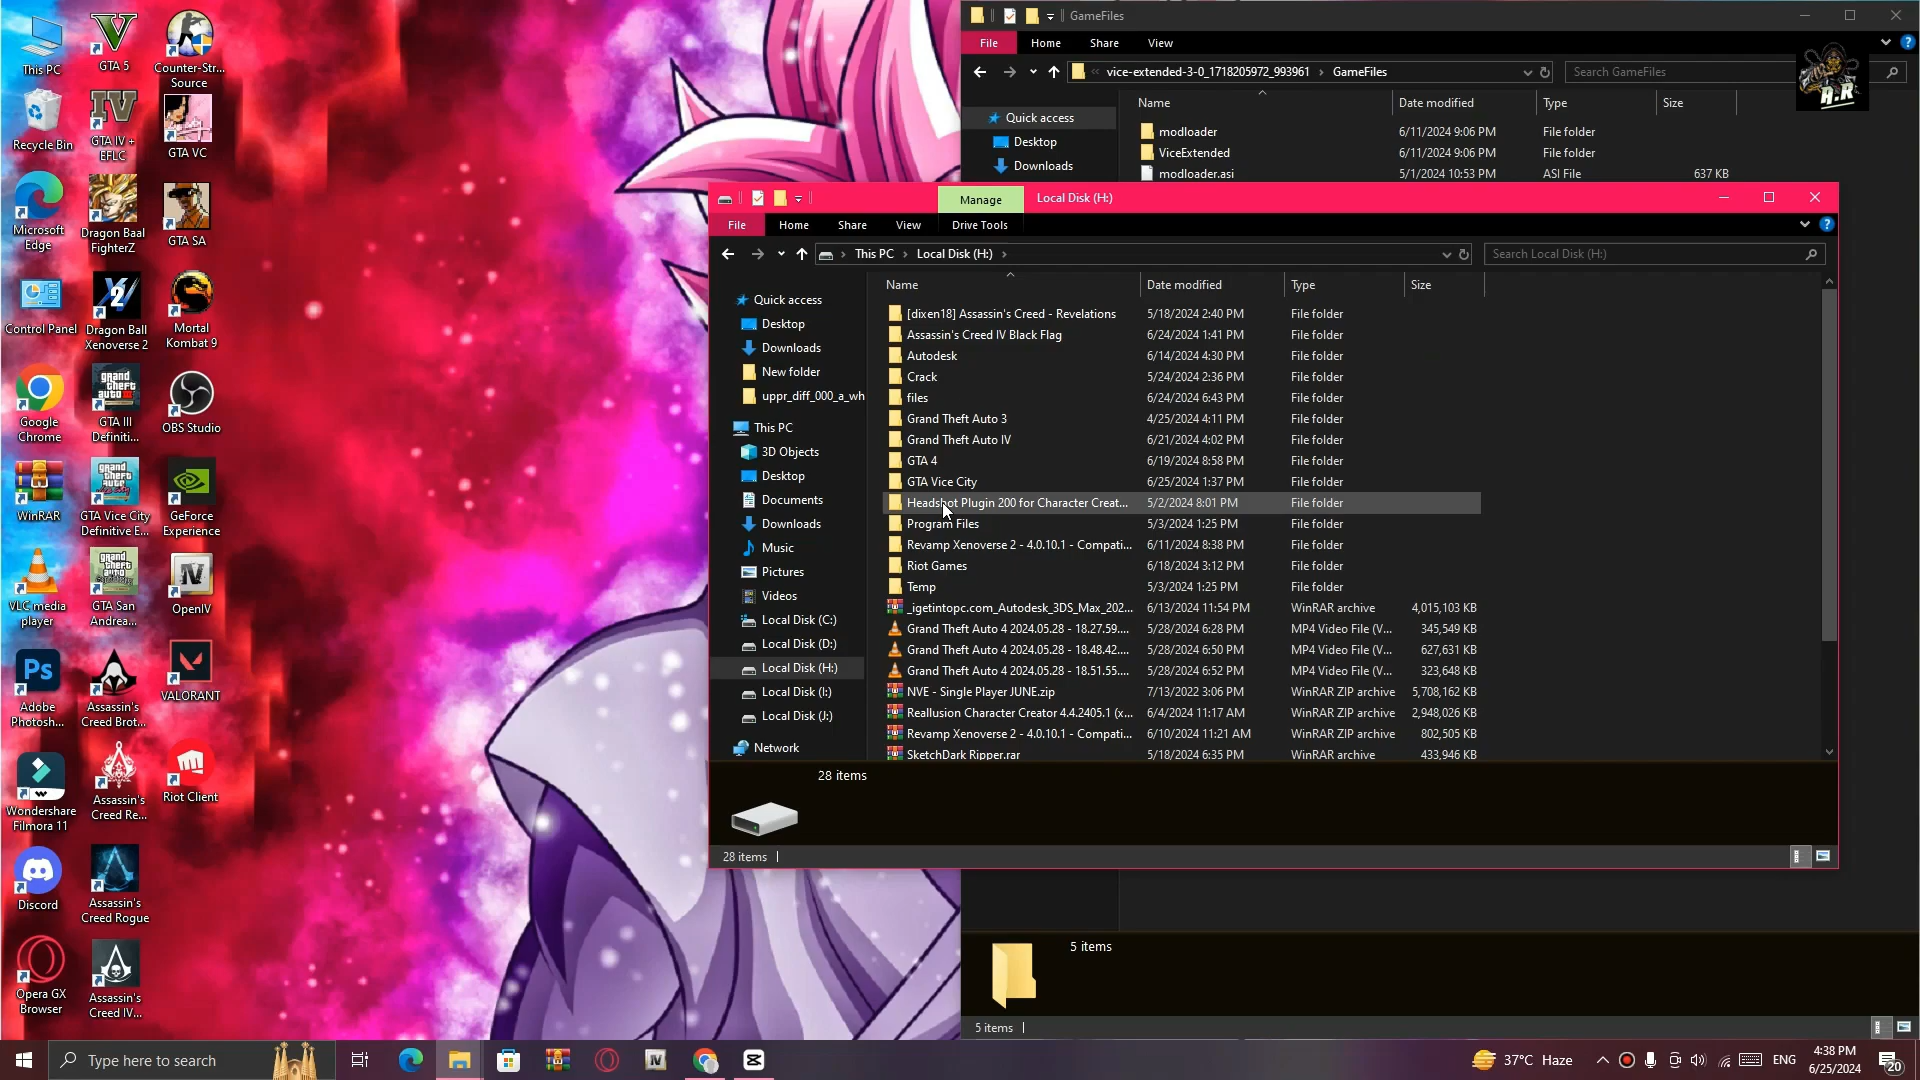 This PC
GTA 5
Counter-Str...
Source
Recycle Bin
GTA IV +
EFLC
GTA VC
Microsoft
Edge
Dragon Baal
FighterZ
GTA SA
Control Panel
Dragon Ball
Xenoverse 2
Mortal
Kombat 9
Google
Chrome
GTA III
Definiti...
OBS Studio
WinRAR
GTA Vice City
Definitive E...
GeForce
Experience
VLC media
player
GTA San
Andrea...
OpenIV
Adobe
Photosh...
Assassin's
Creed Brot...
VALORANT
Wondershare
Filmora 11
Assassin's
Creed Re...
Riot Client
Discord
Assassin's
Creed Rogue
Opera GX
Browser
Assassin's
Creed IV...
GameFiles
File Home Share View
vice-extended-3-0_1718205972_993961 GameFiles
Search GameFiles
A.R
Name Date modified Type Size
Quick access
Desktop
Downloads
modloader 6/11/2024 9:06 PM File folder
ViceExtended 6/11/2024 9:06 PM File folder
modloader.asi 5/1/2024 10:53 PM ASI File 637 KB
Manage Local Disk (H:)
File Home Share View Drive Tools
This PC Local Disk (H:)
Search Local Disk (H:)
Name Date modified Type Size
Quick access
Desktop
Downloads
New folder
uppr_diff_000_a_wh
This PC
3D Objects
Desktop
Documents
Downloads
Music
Pictures
Videos
Local Disk (C:)
Local Disk (D:)
Local Disk (H:)
Local Disk (I:)
Local Disk (J:)
Network
[dixen18] Assassin's Creed - Revelations 5/18/2024 2:40 PM File folder
Assassin's Creed IV Black Flag 6/24/2024 1:41 PM File folder
Autodesk 6/14/2024 4:30 PM File folder
Crack 5/24/2024 2:36 PM File folder
files 6/24/2024 6:43 PM File folder
Grand Theft Auto 3 4/25/2024 4:11 PM File folder
Grand Theft Auto IV 6/21/2024 4:02 PM File folder
GTA 4 6/19/2024 8:58 PM File folder
GTA Vice City 6/25/2024 1:37 PM File folder
Headshot Plugin 200 for Character Creat... 5/2/2024 8:01 PM File folder
Program Files 5/3/2024 1:25 PM File folder
Revamp Xenoverse 2 - 4.0.10.1 - Compati... 6/11/2024 8:38 PM File folder
Riot Games 6/18/2024 3:12 PM File folder
Temp 5/3/2024 1:25 PM File folder
_igetintopc.com_Autodesk_3DS_Max_202... 6/13/2024 11:54 PM WinRAR archive 4,015,103 KB
Grand Theft Auto 4 2024.05.28 - 18.27.59.... 5/28/2024 6:28 PM MP4 Video File (V... 345,549 KB
Grand Theft Auto 4 2024.05.28 - 18.48.42.... 5/28/2024 6:50 PM MP4 Video File (V... 627,631 KB
Grand Theft Auto 4 2024.05.28 - 18.51.55.... 5/28/2024 6:52 PM MP4 Video File (V... 323,648 KB
NVE - Single Player JUNE.zip 7/13/2022 3:06 PM WinRAR ZIP archive 5,708,162 KB
Reallusion Character Creator 4.4.2405.1 (x... 6/4/2024 11:17 AM WinRAR ZIP archive 2,948,026 KB
Revamp Xenoverse 2 - 4.0.10.1 - Compati... 6/10/2024 11:21 AM WinRAR ZIP archive 802,505 KB
SketchDark Ripper.rar 5/18/2024 6:35 PM WinRAR archive 433,946 KB
28 items
28 items
5 items
5 items
Type here to search
37°C Haze
ENG
4:38 PM
6/25/2024
20